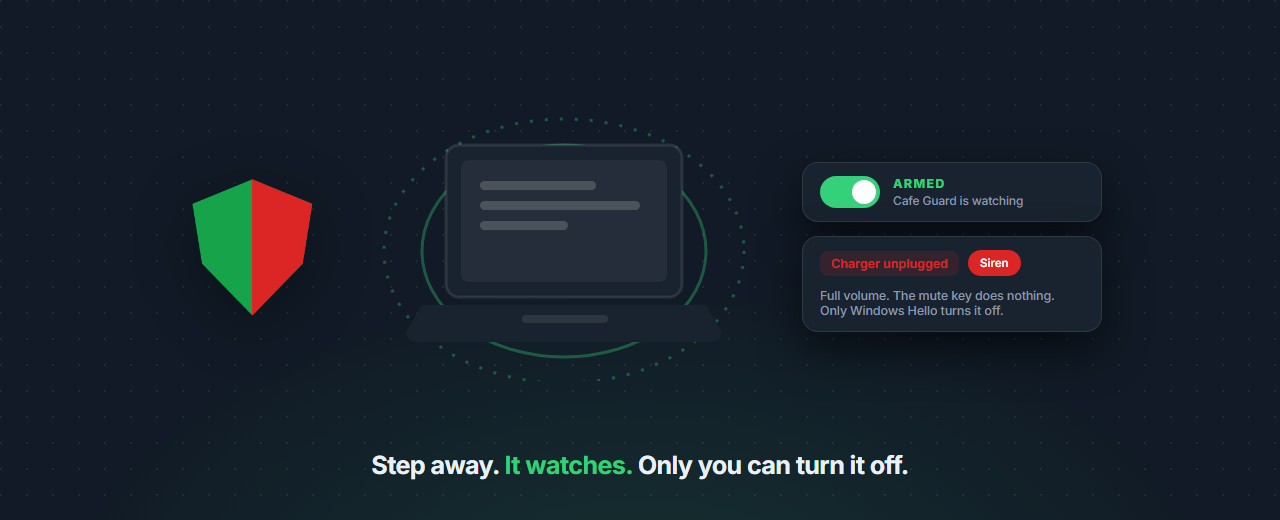 ARMED
Cafe Guard is watching
Charger unplugged Siren
Full volume. The mute key does nothing.
Only Windows Hello turns it off.
Step away. It watches. Only you can turn it off.